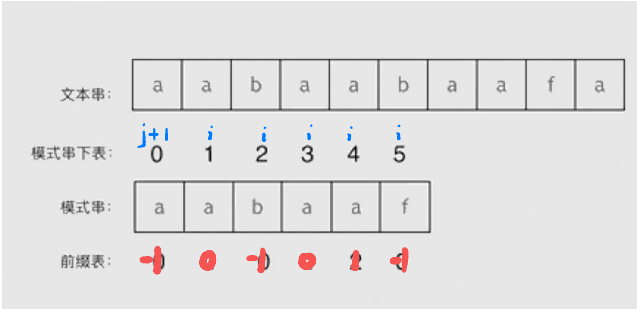 文本串: a a b a a b a a f a
j+1 i i i i i
模式串下表: 0 1 2 3 4 5
模式串: a a b a a f
前缀表: -1 0 -1 0 1 -1